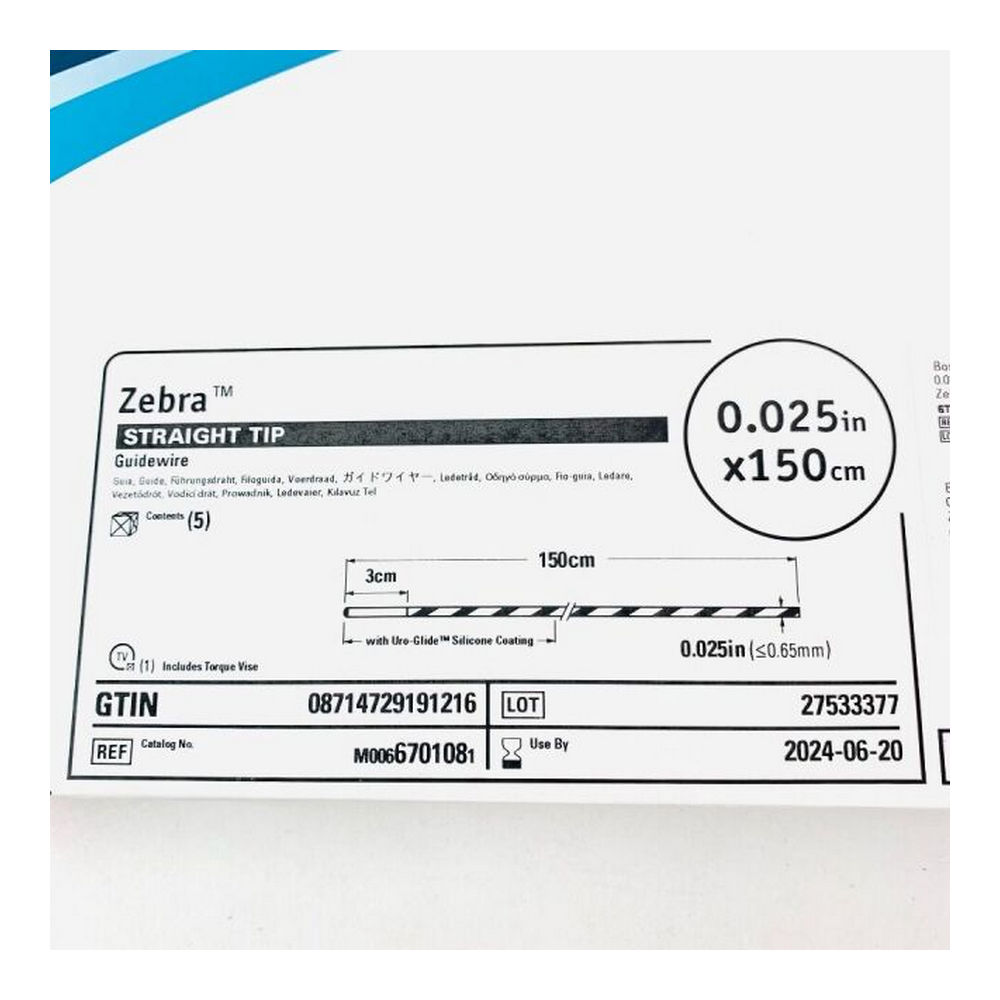 Zebra™
STRAIGHT TIP
Guidewire
Guia, Guide, Führungsdraht, Filoguida, Voerdraad, ガイドワイヤー, Ledetråd, Οδηγό σύρμα, Fio-guia, Ledare,
Vezetődrót, Vodicí drát, Prowadnik, Ledevaier, Kılavuz Tel
Contents (5)
0.025in
x150cm
150cm
3cm
with Uro-Glide™ Silicone Coating
0.025in (≤0.65mm)
TV (1) Includes Torque Vise
GTIN 08714729191216
LOT 27533377
REF Catalog No. M0066701081
Use By 2024-06-20